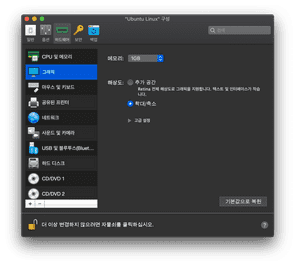 "Ubuntu Linux" 구성
일반
옵션
하드웨어
보안
백업
검색
CPU 및 메모리
그래픽
마우스 및 키보드
공유된 프린터
네트워크
사운드 및 카메라
USB 및 블루투스(Bluet...
하드 디스크
CD/DVD 1
CD/DVD 2
메모리: 1GB
해상도: 추가 공간
Retina 전체 해상도로 그래픽을 지원합니다. 텍스트 및 인터페이스가 작습
니다.
확대/축소
고급 설정
기본값으로 복원
더 이상 변경하지 않으려면 자물쇠를 클릭하십시오.